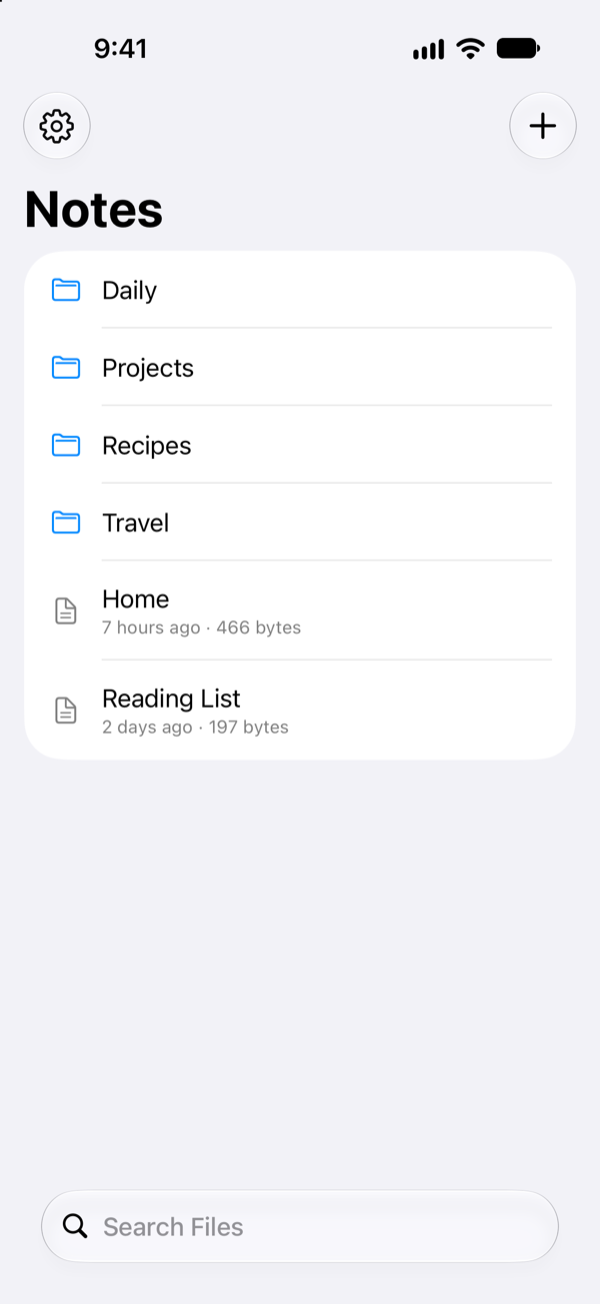 9:41
Notes
Daily
Projects
Recipes
Travel
Home
7 hours ago · 466 bytes
Reading List
2 days ago · 197 bytes
Search Files